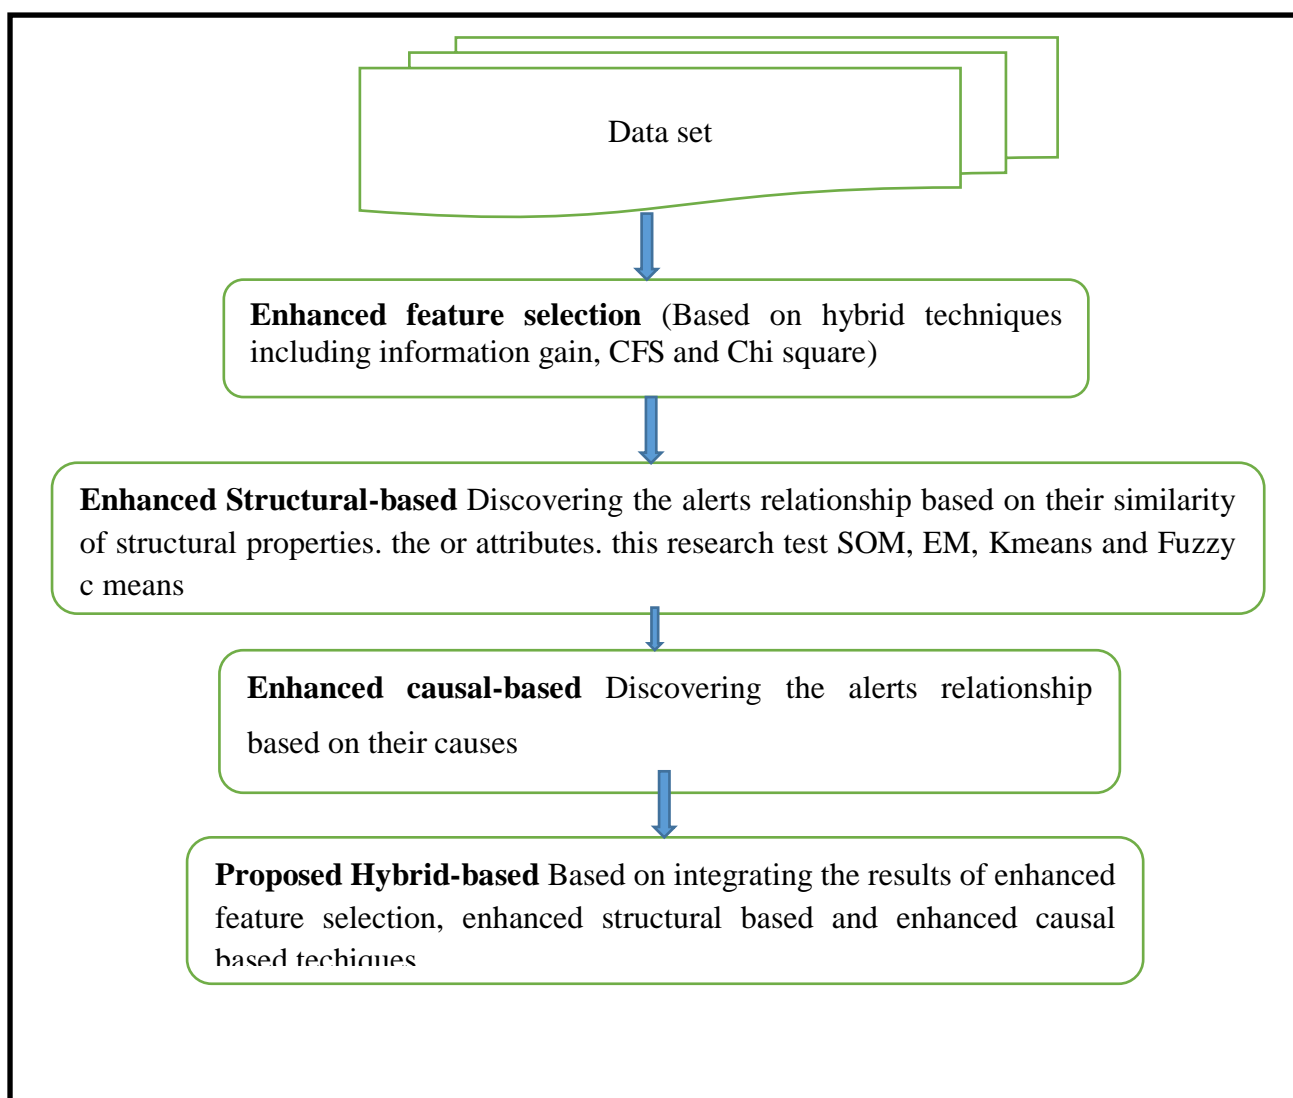 Data set
Enhanced feature selection (Based on hybrid techniques
including information gain, CFS and Chi square)
Enhanced Structural-based Discovering the alerts relationship based on their similarity
of structural properties. the or attributes. this research test SOM, EM, Kmeans and Fuzzy
c means
Enhanced causal-based Discovering the alerts relationship
based on their causes
Proposed Hybrid-based Based on integrating the results of enhanced
feature selection, enhanced structural based and enhanced causal
based techiques